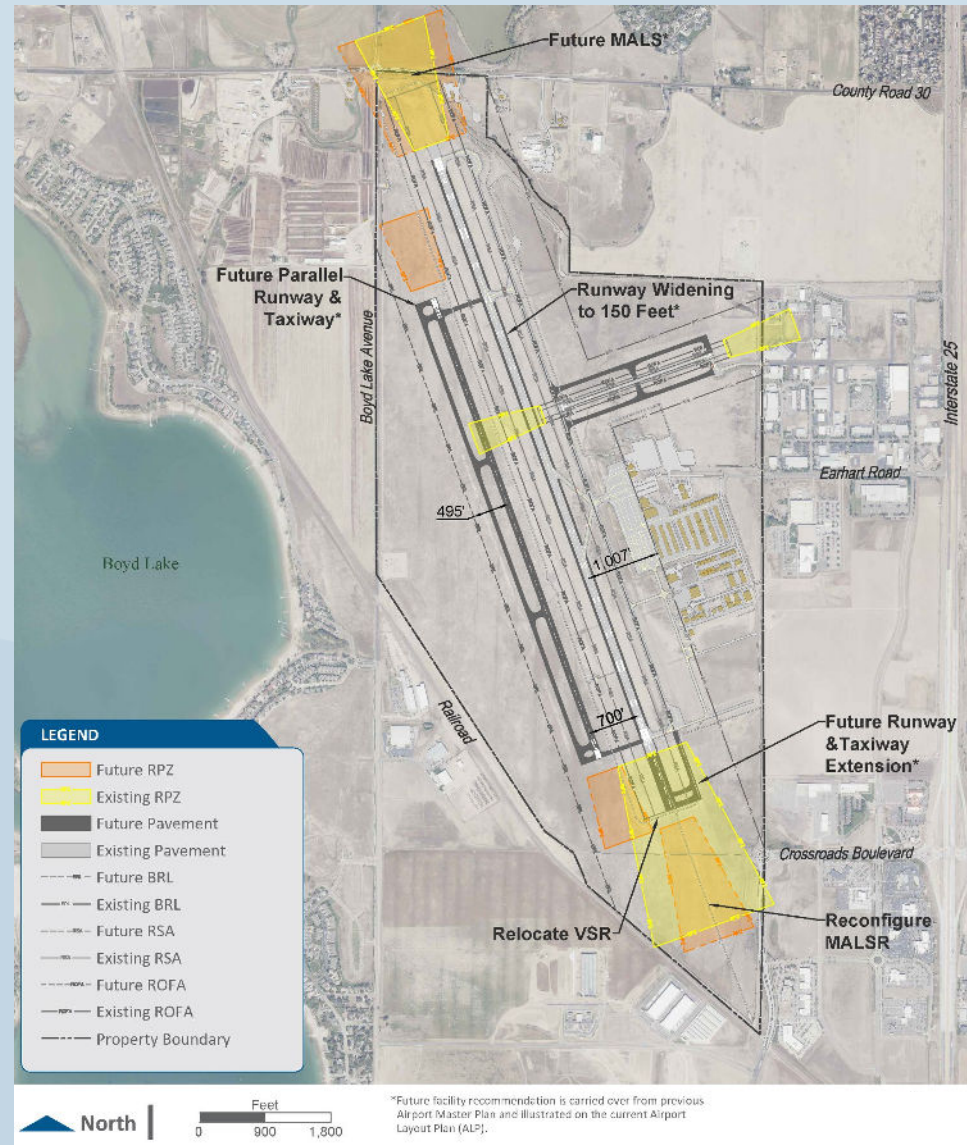 Future MALS*
County Road 30
Future Parallel
Runway &
Taxiway*
Runway Widening
to 150 Feet*
Boyd Lake Avenue
Interstate 25
Earhart Road
495'
1,007'
Boyd Lake
Railroad
700'
Future Runway
&Taxiway
Extension*
Crossroads Boulevard
Relocate VSR
Reconfigure
MALSR
LEGEND
Future RPZ
Existing RPZ
Future Pavement
Existing Pavement
Future BRL
Existing BRL
Future RSA
Existing RSA
Future ROFA
Existing ROFA
Property Boundary
North
Feet
0 900 1,800
*Future facility recommendation is carried over from previous
Airport Master Plan and illustrated on the current Airport
Layout Plan (ALP).